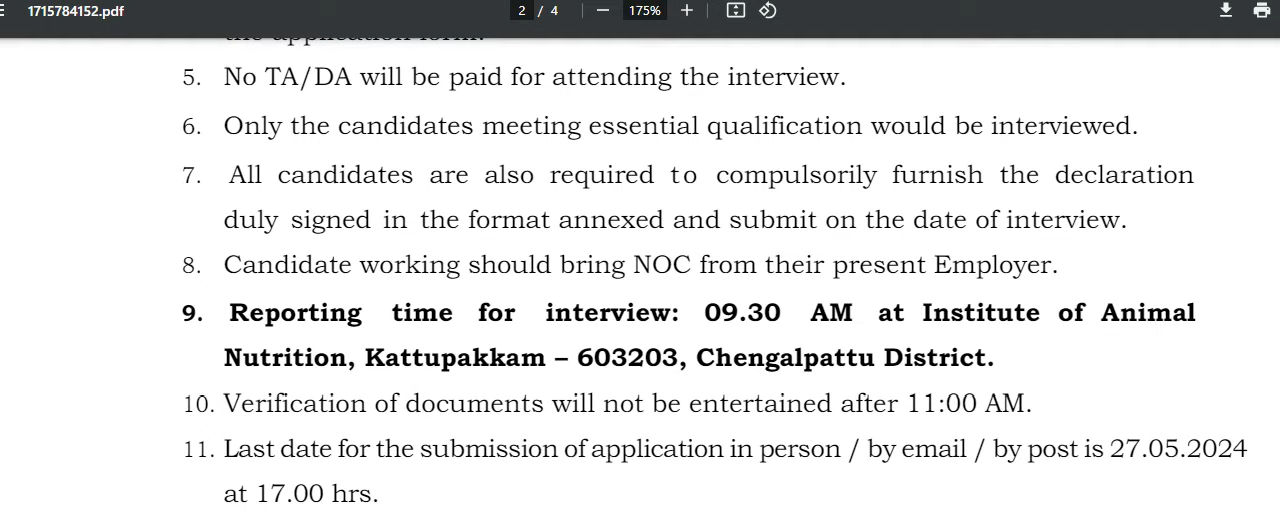 1715784152.pdf
2 / 4
175%
the application form.
5. No TA/DA will be paid for attending the interview.
6. Only the candidates meeting essential qualification would be interviewed.
7. All candidates are also required to compulsorily furnish the declaration
duly signed in the format annexed and submit on the date of interview.
8. Candidate working should bring NOC from their present Employer.
9. Reporting time for interview: 09.30 AM at Institute of Animal
Nutrition, Kattupakkam – 603203, Chengalpattu District.
10. Verification of documents will not be entertained after 11:00 AM.
11. Last date for the submission of application in person / by email / by post is 27.05.2024
at 17.00 hrs.